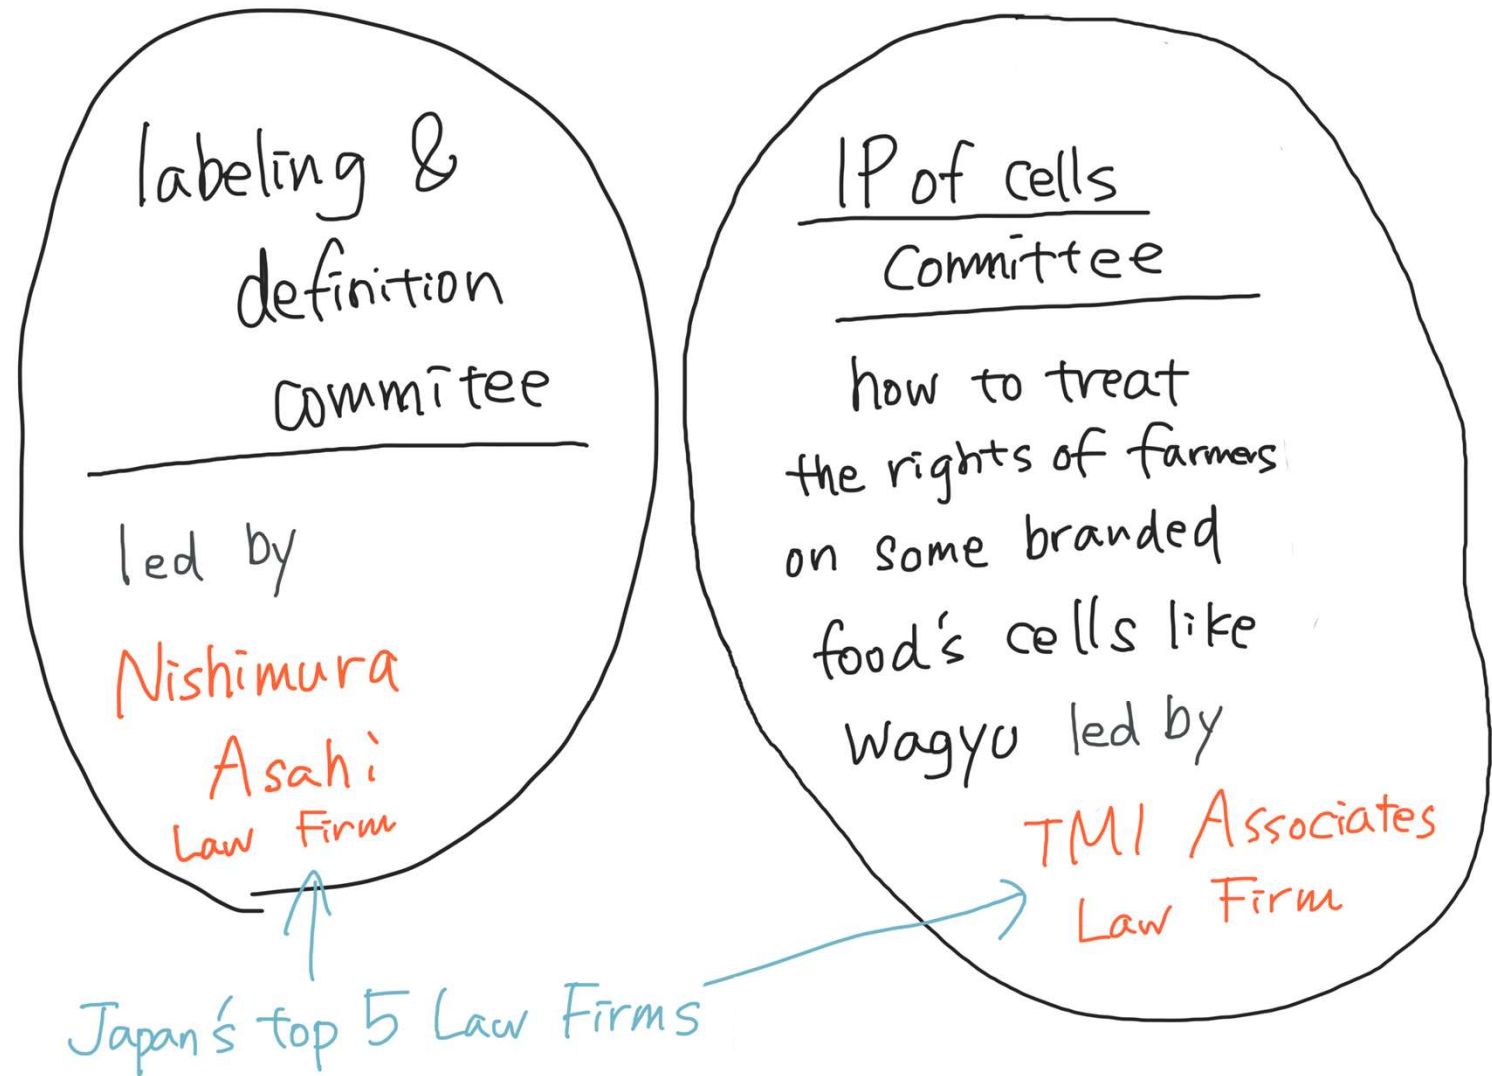 labeling &
definition
commitee
led by
Nishimura
Asahi
Law Firm
IP of cells
Committee
how to treat
the rights of farmers
on some branded
food's cells like
Wagyu led by
TMI Associates
Law Firm
Japan's top 5 Law Firms